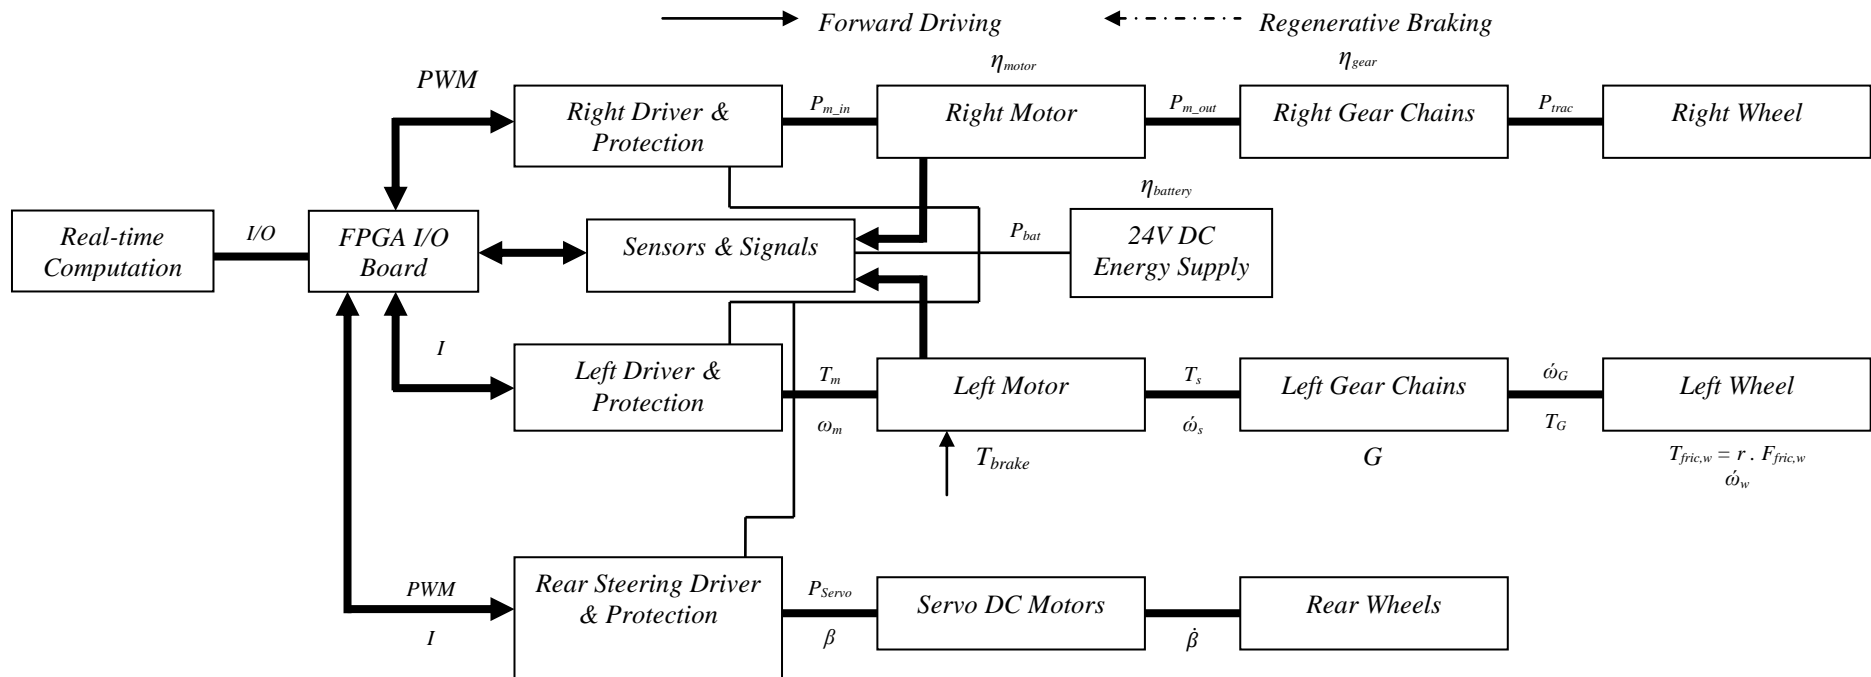 Forward Driving
Regenerative Braking
η_motor
η_gear
PWM
Right Driver &
Protection
P_m_in
Right Motor
P_m_out
Right Gear Chains
P_trac
Right Wheel
η_battery
Real-time
Computation
I/O
FPGA I/O
Board
Sensors & Signals
P_bat
24V DC
Energy Supply
I
Left Driver &
Protection
T_m
ω_m
Left Motor
T_s
ώ_s
Left Gear Chains
ώ_G
T_G
Left Wheel
T_brake
G
T_fric,w = r . F_fric,w
ώ_w
PWM
I
Rear Steering Driver
& Protection
P_Servo
β
Servo DC Motors
β̇
Rear Wheels